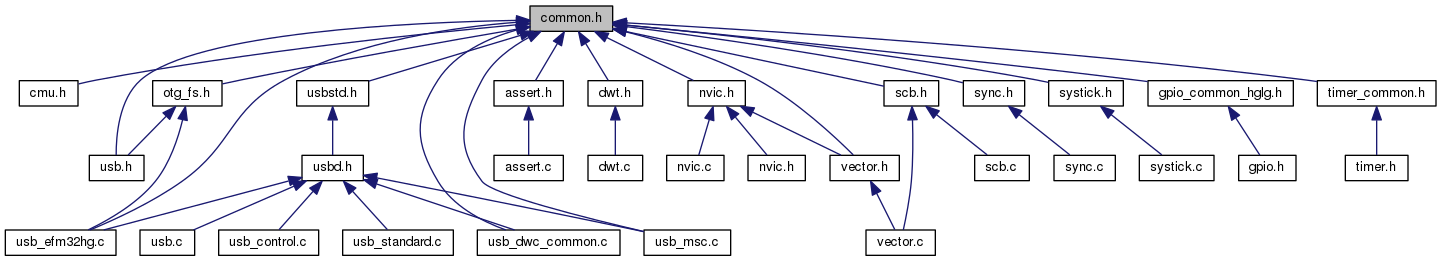 common.h
cmu.h
otg_fs.h
usbstd.h
assert.h
dwt.h
nvic.h
scb.h
sync.h
systick.h
gpio_common_hglg.h
timer_common.h
usb.h
usbd.h
assert.c
dwt.c
nvic.c
nvic.h
vector.h
scb.c
sync.c
systick.c
gpio.h
timer.h
usb_efm32hg.c
usb.c
usb_control.c
usb_standard.c
usb_dwc_common.c
usb_msc.c
vector.c